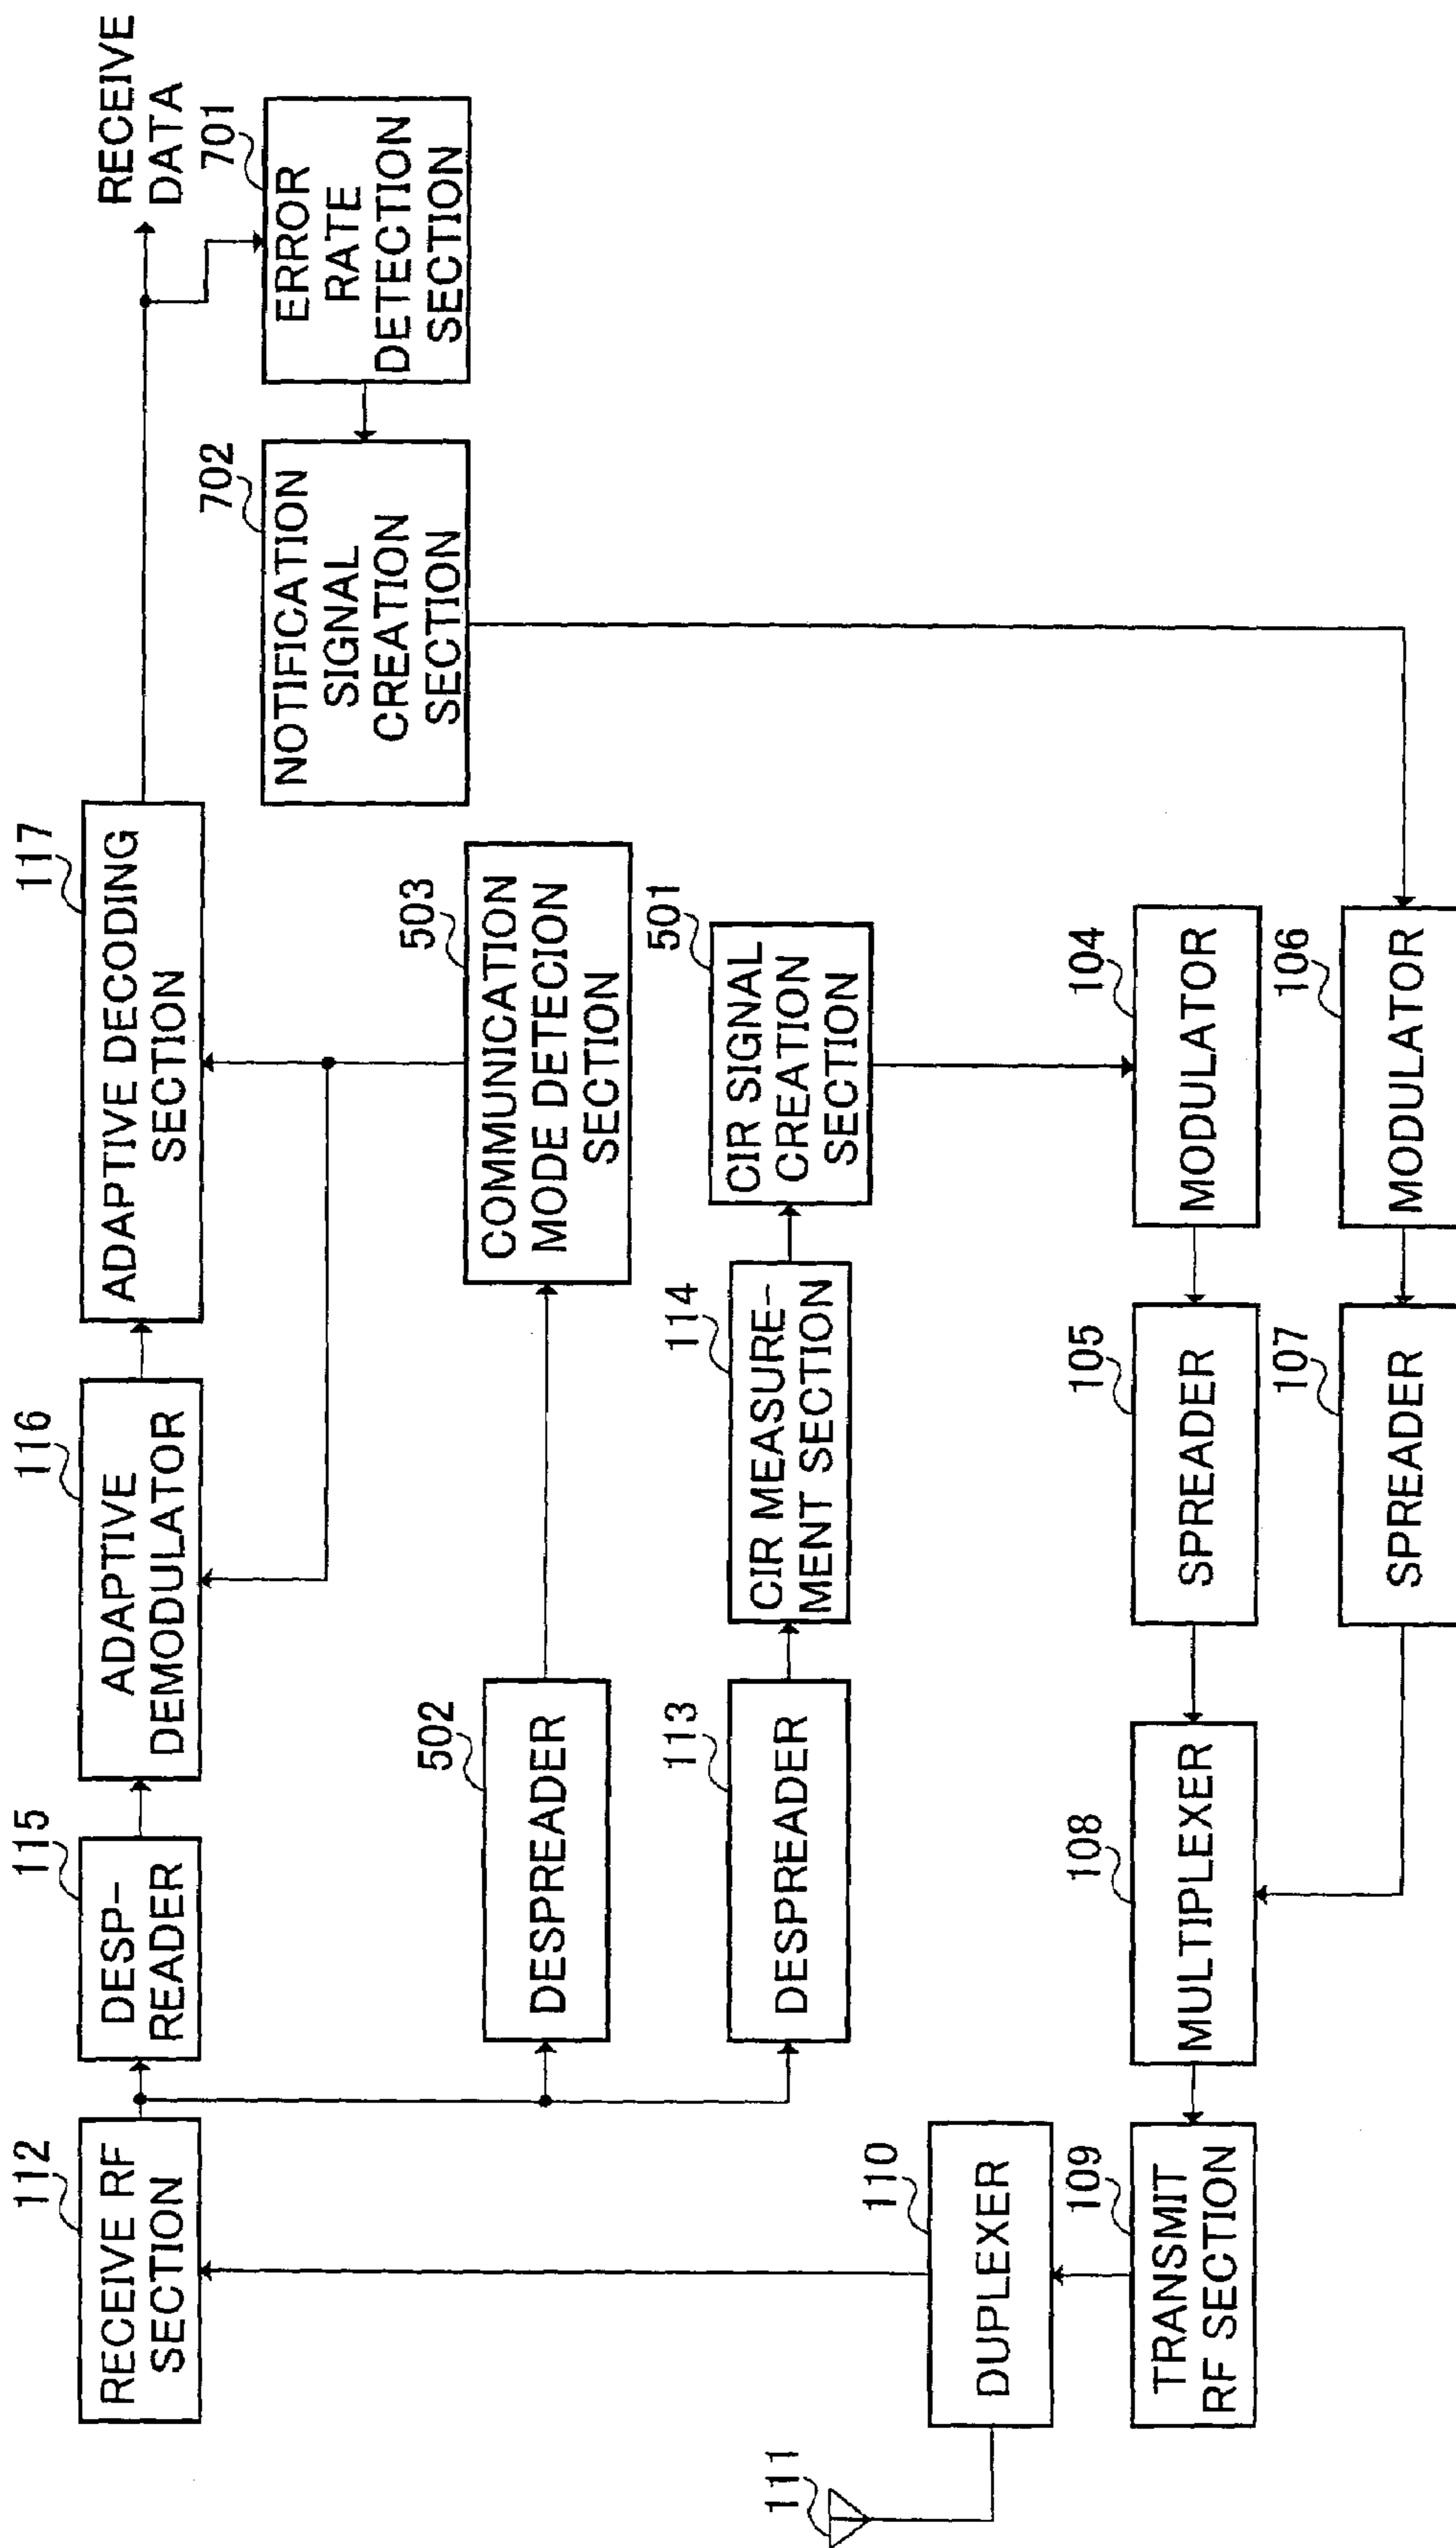 112
RECEIVE RF
SECTION
115
DESP-
READER
116
ADAPTIVE
DEMODULATOR
117
ADAPTIVE DECODING
SECTION
RECEIVE
DATA
701
ERROR
RATE
DETECTION
SECTION
702
NOTIFICATION
SIGNAL
CREATION
SECTION
502
DESPREADER
503
COMMUNICATION
MODE DETECION
SECTION
113
DESPREADER
114
CIR MEASURE-
MENT SECTION
501
CIR SIGNAL
CREATION
SECTION
111
110
DUPLEXER
109
TRANSMIT
RF SECTION
108
MULTIPLEXER
105
SPREADER
104
MODULATOR
107
SPREADER
106
MODULATOR